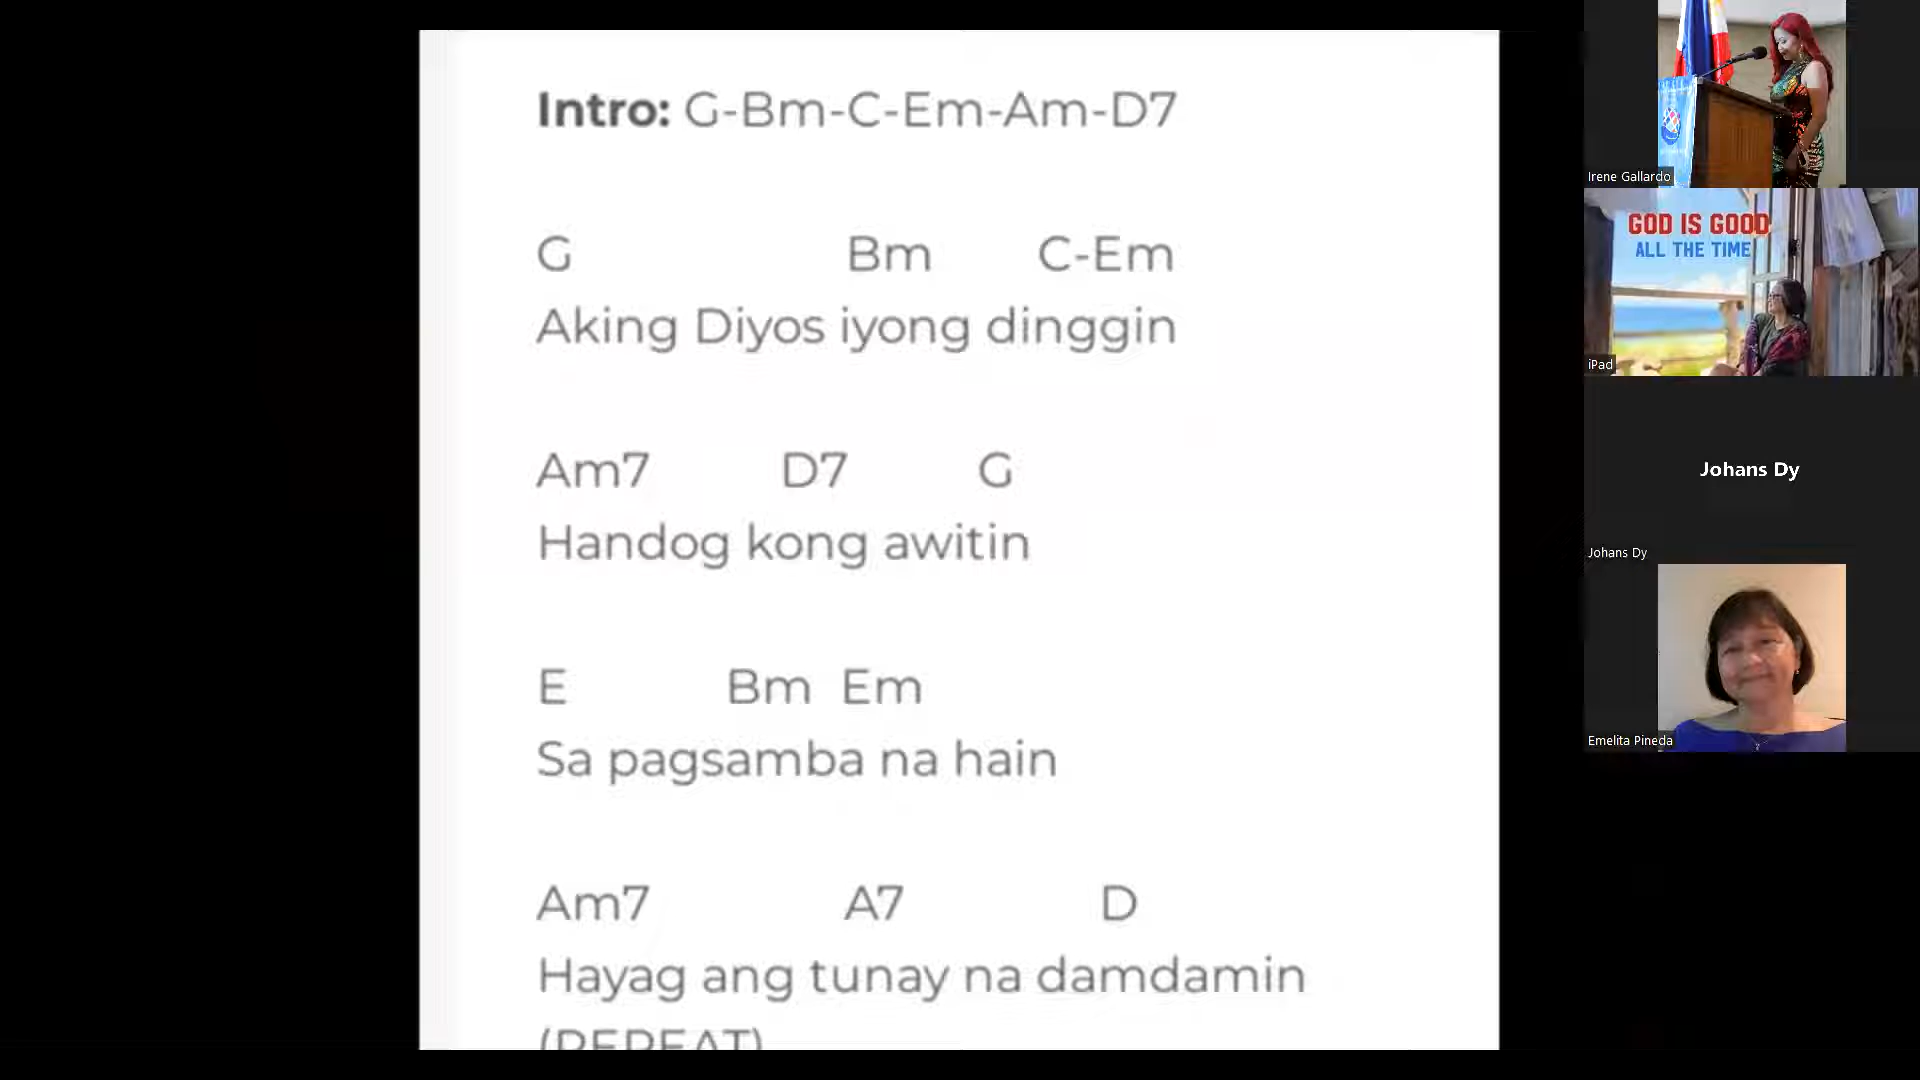 Intro: G-Bm-C-Em-Am-D7
G Bm C-Em
Aking Diyos iyong dinggin
Am7 D7 G
Handog kong awitin
E Bm Em
Sa pagsamba na hain
Am7 A7 D
Hayag ang tunay na damdamin
(REPEAT)
Irene Gallardo
GOD IS GOOD
ALL THE TIME
iPad
Johans Dy
Johans Dy
Emelita Pineda